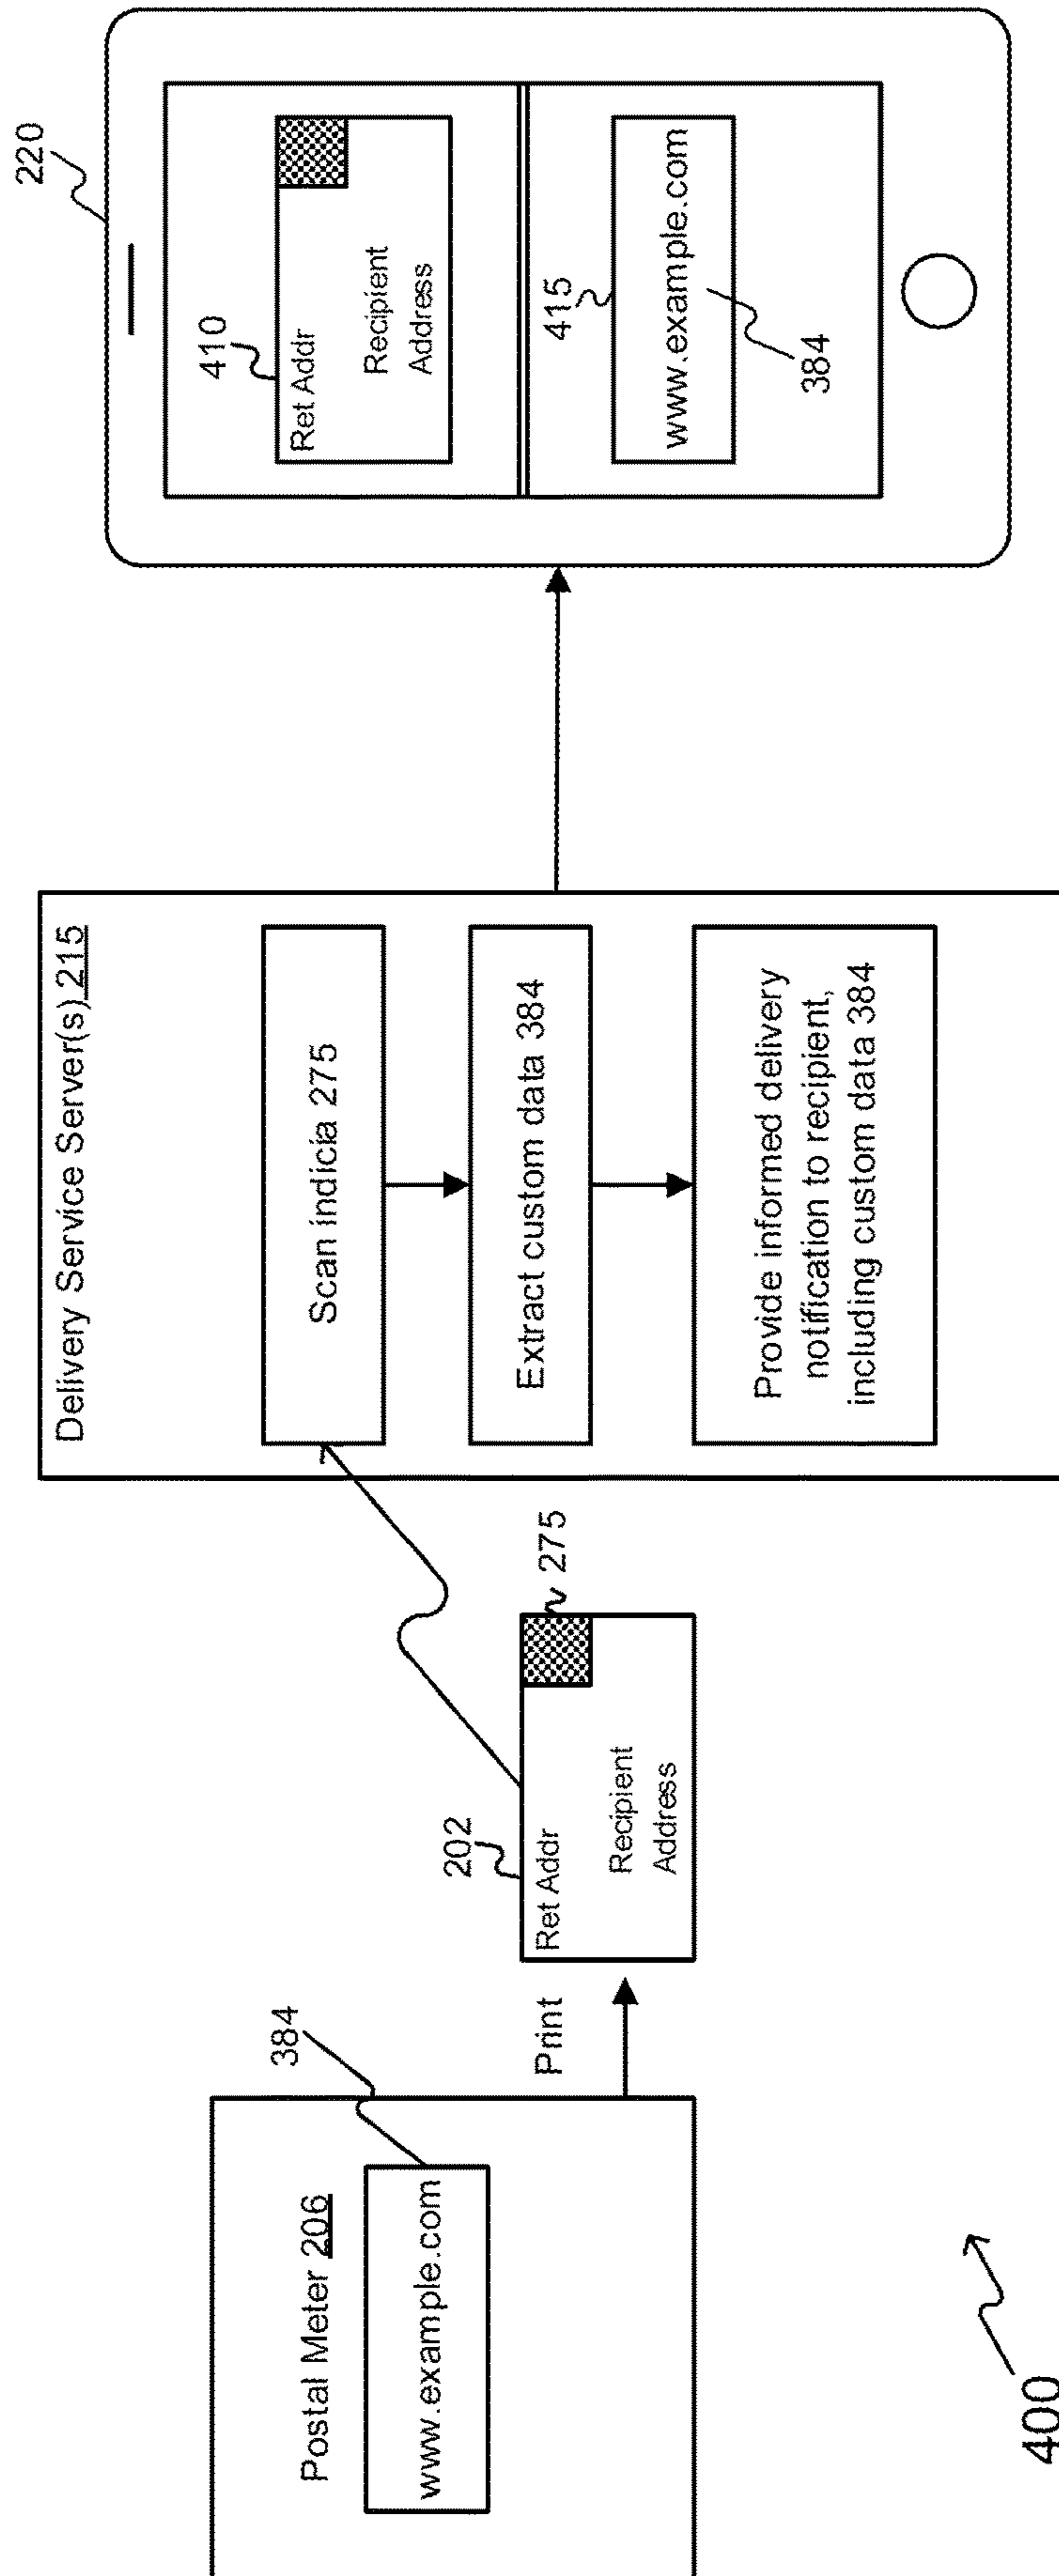 Postal Meter 206
www.example.com
384
Print
202
Ret Addr
Recipient
Address
275
Delivery Service Server(s) 215
Scan indicia 275
Extract custom data 384
Provide informed delivery
notification to recipient,
including custom data 384
220
410
Ret Addr
Recipient
Address
415
www.example.com
384
400